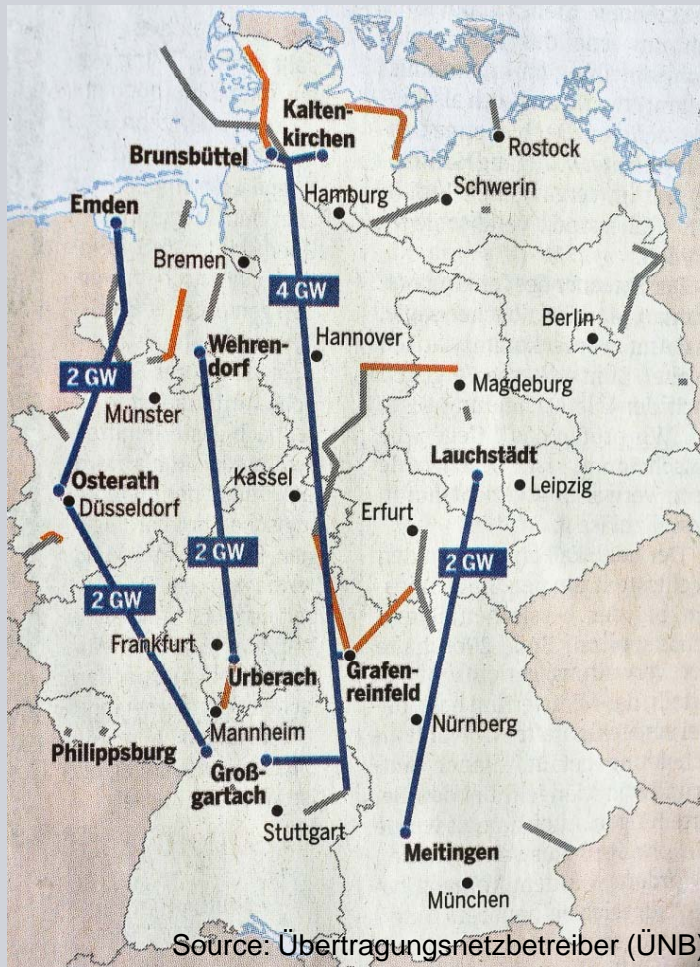 Kalten-
kirchen
Brunsbüttel
Rostock
Emden
Hamburg
Schwerin
Bremen
4 GW
Berlin
Wehren-
dorf
Hannover
2 GW
Magdeburg
Münster
Lauchstädt
Osterath
Kassel
Leipzig
Düsseldorf
Erfurt
2 GW
2 GW
2 GW
Frankfurt
Urberach
Grafen-
reinfeld
Mannheim
Nürnberg
Philippsburg
Groß-
gartach
Stuttgart
Meitingen
München
Source: Übertragungsnetzbetreiber (ÜNB)